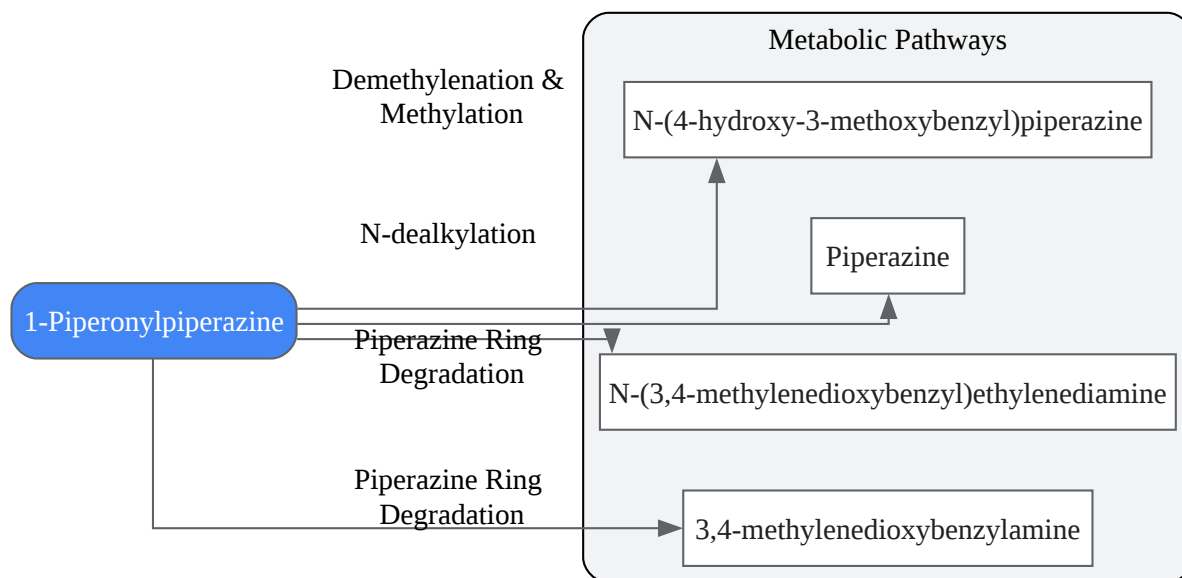 Metabolic Pathways
Demethylenation &
Methylation
N-(4-hydroxy-3-methoxybenzyl)piperazine
N-dealkylation
Piperazine
1-Piperonylpiperazine
Piperazine Ring
Degradation
N-(3,4-methylenedioxybenzyl)ethylenediamine
Piperazine Ring
Degradation
3,4-methylenedioxybenzylamine